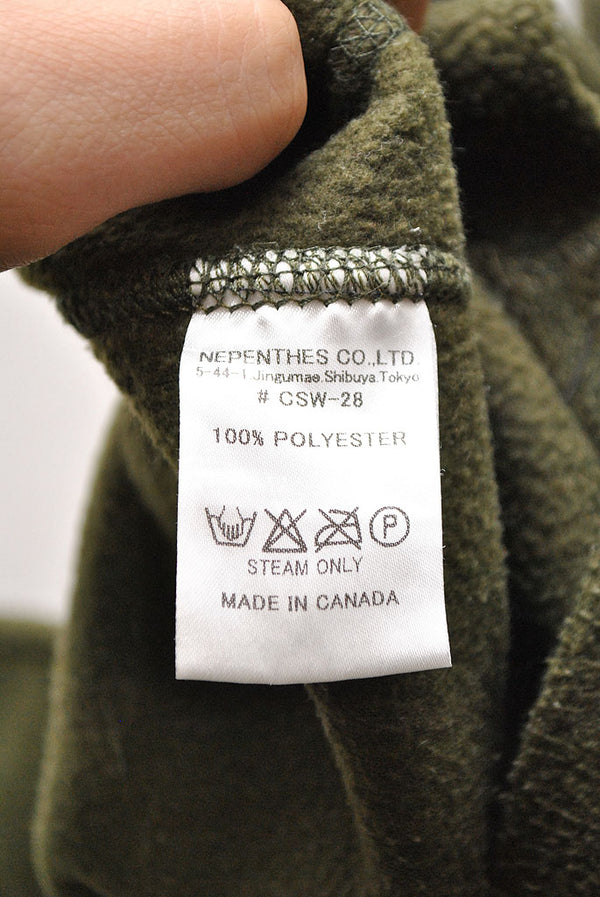 NEPENTHES CO.,LTD.
5-44-1 Jingumae.Shibuya.Tokyo
# CSW-28
100% POLYESTER
P
STEAM ONLY
MADE IN CANADA